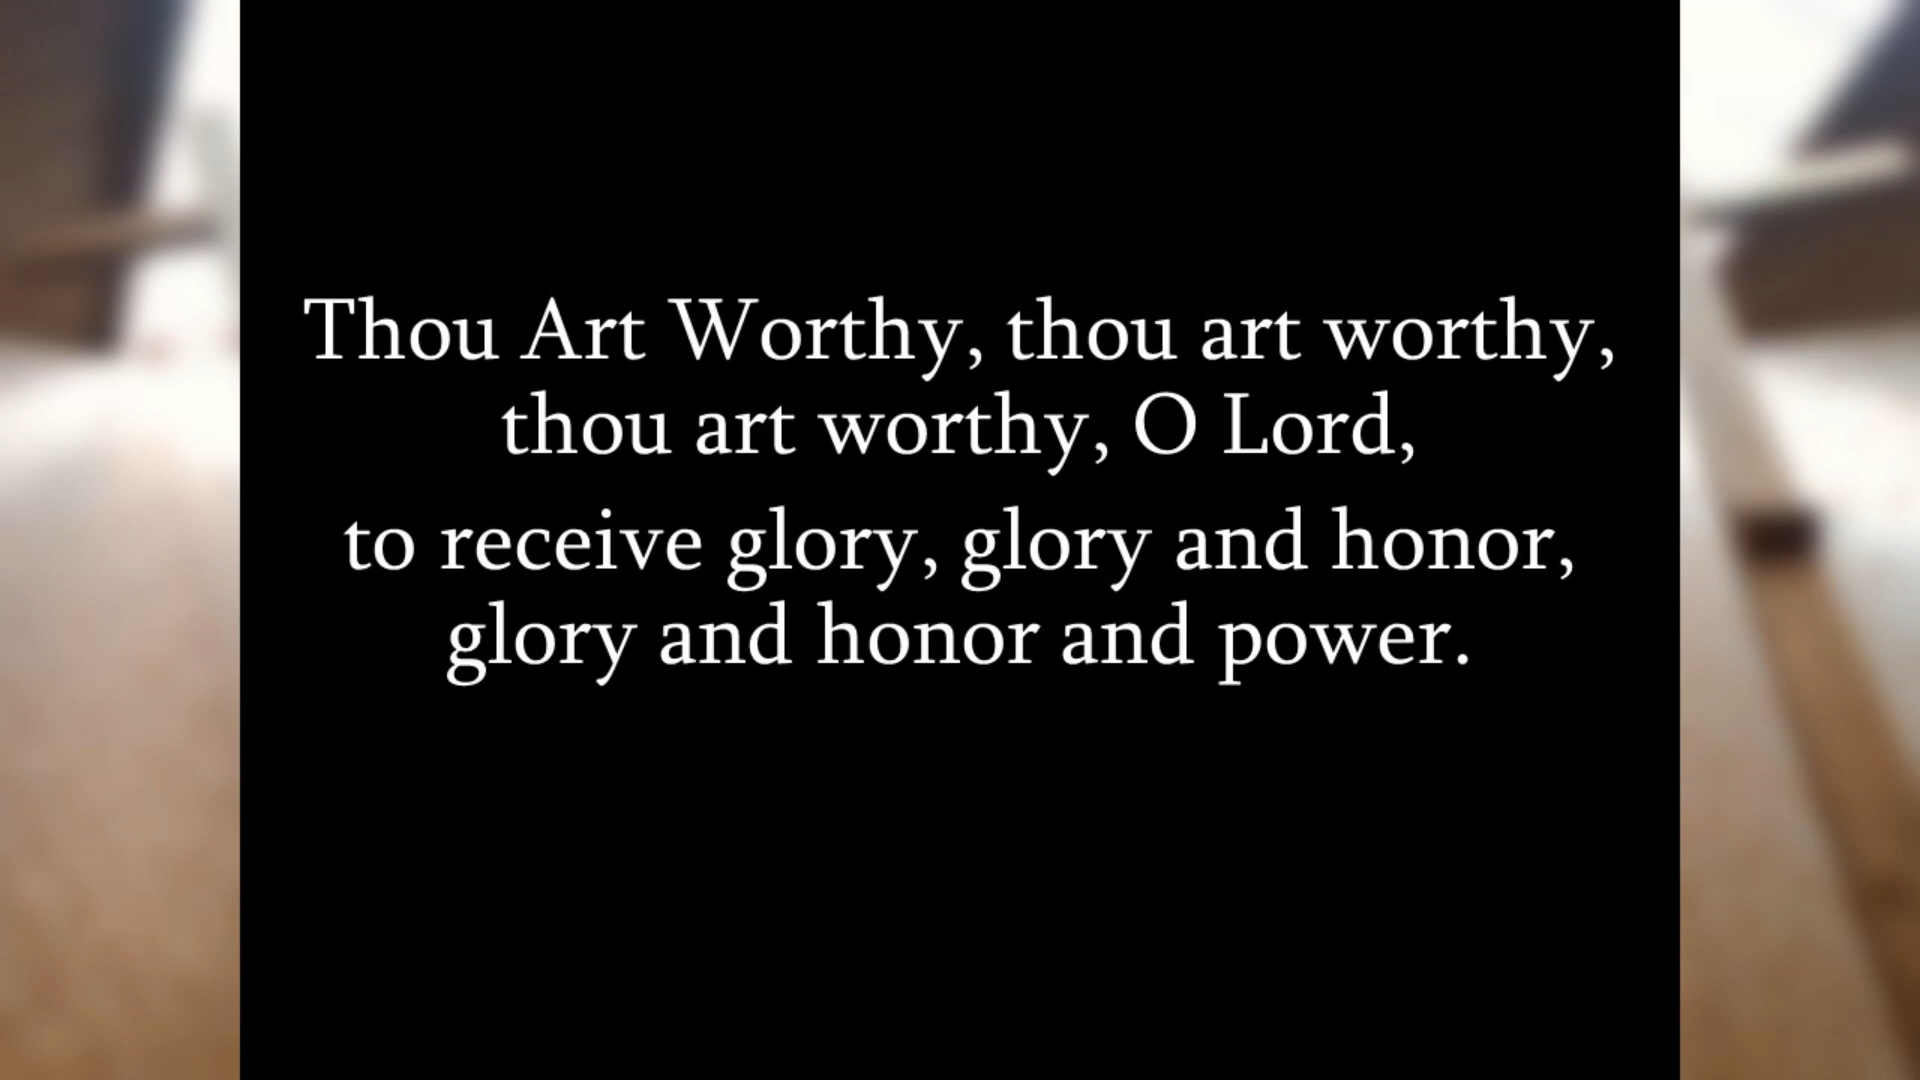 Thou Art Worthy, thou art worthy,
thou art worthy, O Lord,
to receive glory, glory and honor,
glory and honor and power.